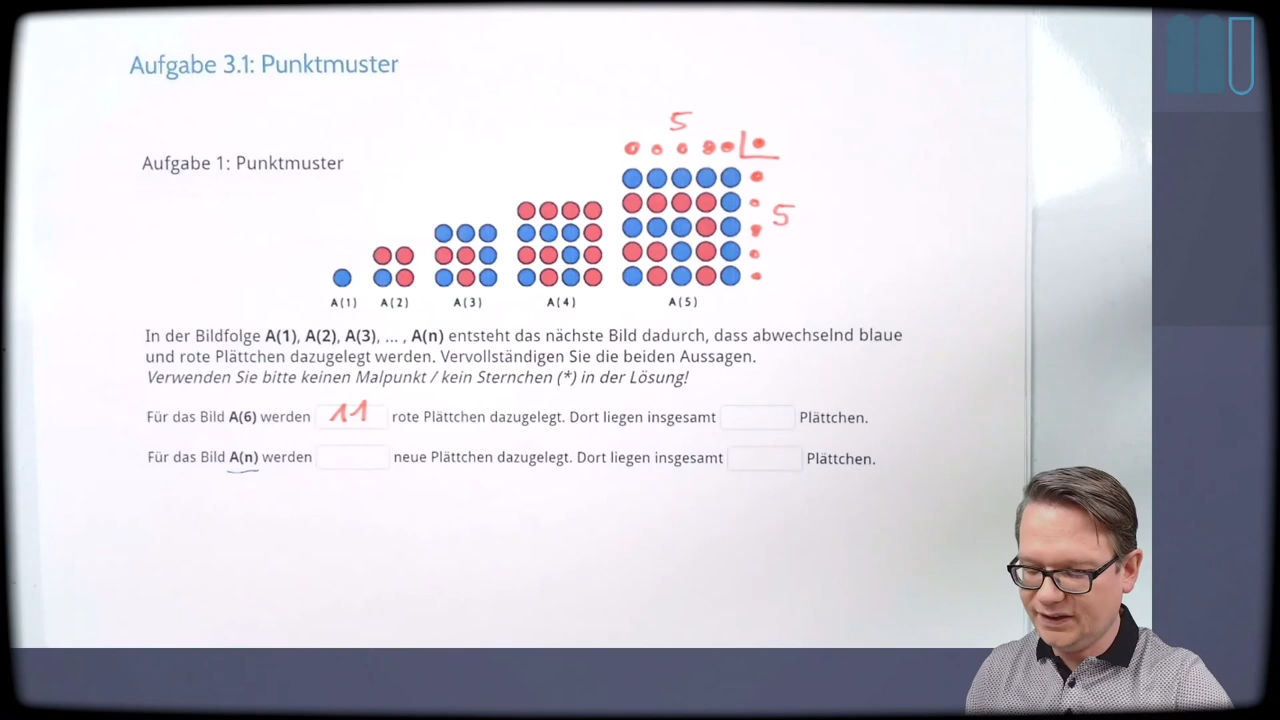 Aufgabe 3.1: Punktmuster
5
Aufgabe 1: Punktmuster
5
A(1) A(2) A(3) A(4) A(5)
In der Bildfolge A(1), A(2), A(3), ... , A(n) entsteht das nächste Bild dadurch, dass abwechselnd blaue
und rote Plättchen dazugelegt werden. Vervollständigen Sie die beiden Aussagen.
Verwenden Sie bitte keinen Malpunkt / kein Sternchen (*) in der Lösung!
Für das Bild A(6) werden 11 rote Plättchen dazugelegt. Dort liegen insgesamt Plättchen.
Für das Bild A(n) werden neue Plättchen dazugelegt. Dort liegen insgesamt Plättchen.